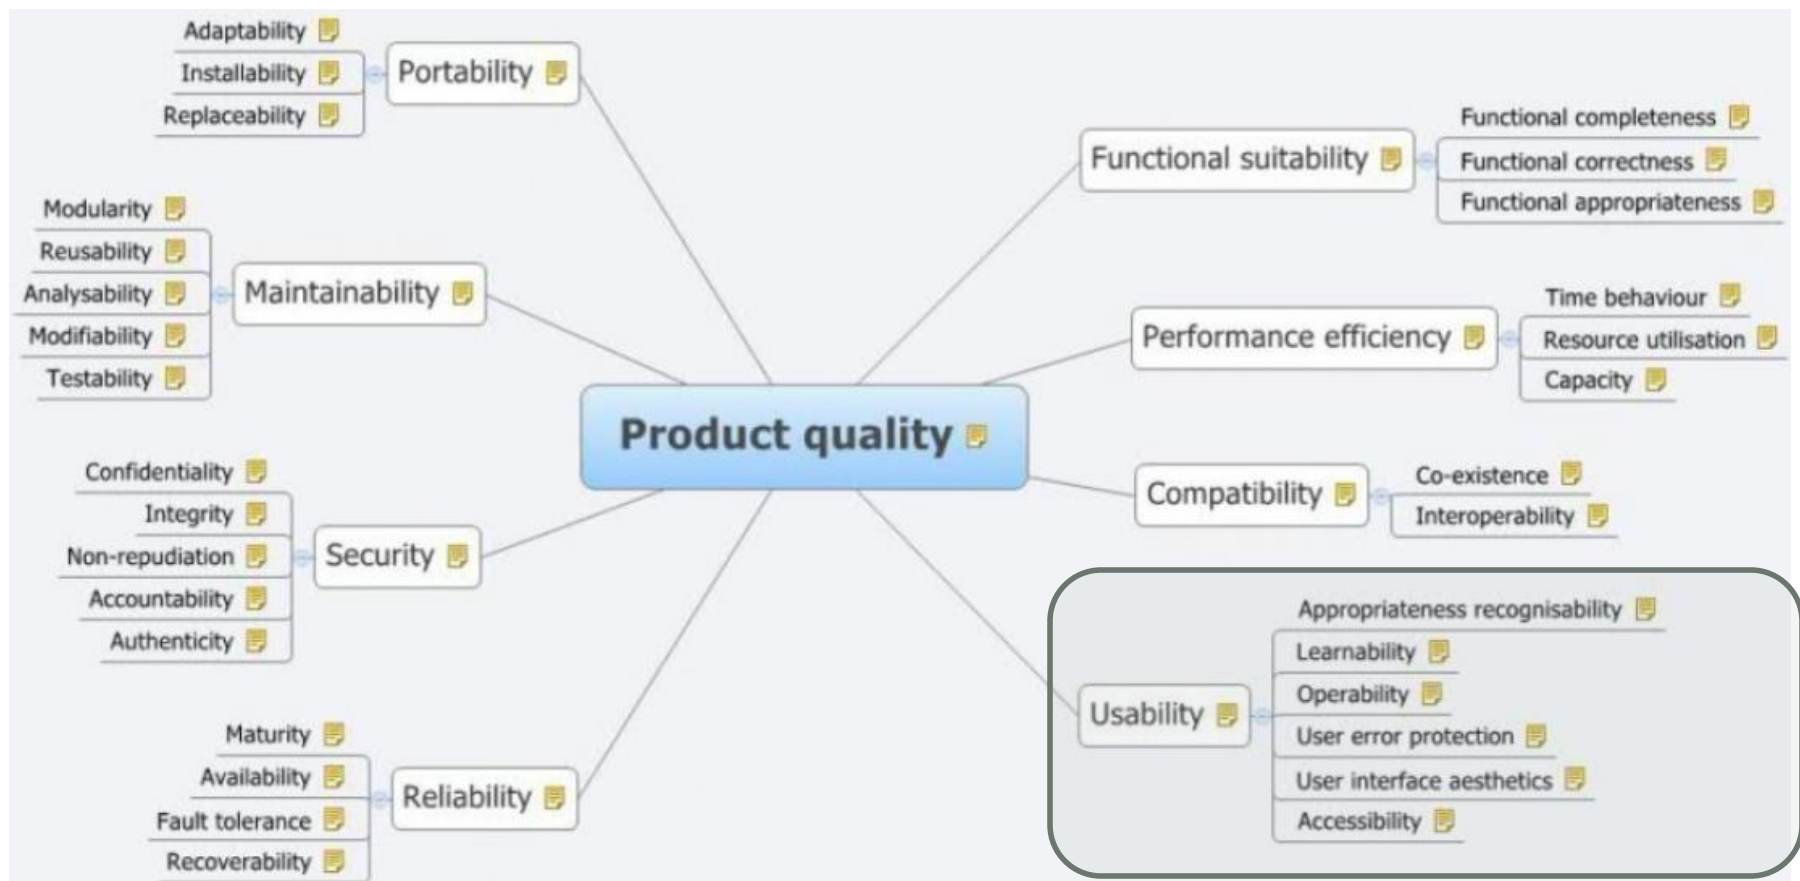 Product quality
Portability
Adaptability
Installability
Replaceability
Maintainability
Modularity
Reusability
Analysability
Modifiability
Testability
Security
Confidentiality
Integrity
Non-repudiation
Accountability
Authenticity
Reliability
Maturity
Availability
Fault tolerance
Recoverability
Functional suitability
Functional completeness
Functional correctness
Functional appropriateness
Performance efficiency
Time behaviour
Resource utilisation
Capacity
Compatibility
Co-existence
Interoperability
Usability
Appropriateness recognisability
Learnability
Operability
User error protection
User interface aesthetics
Accessibility